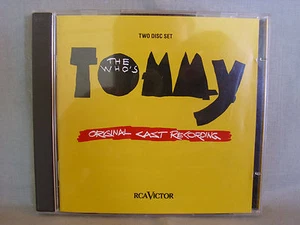 TWO DISC SET
THE WHO'S
TOMMY
ORIGINAL CAST RECORDING
RCA VICTOR